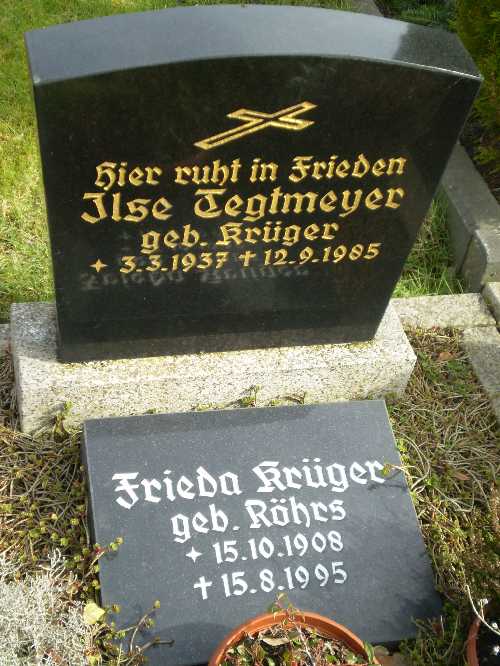 Hier ruht in Frieden
Ilse Tegtmeyer
geb. Krüger
✦ 3.3.1937 ✝ 12.9.1985
Frieda Krüger
geb. Röhrs
✦ 15.10.1908
✝ 15.8.1995